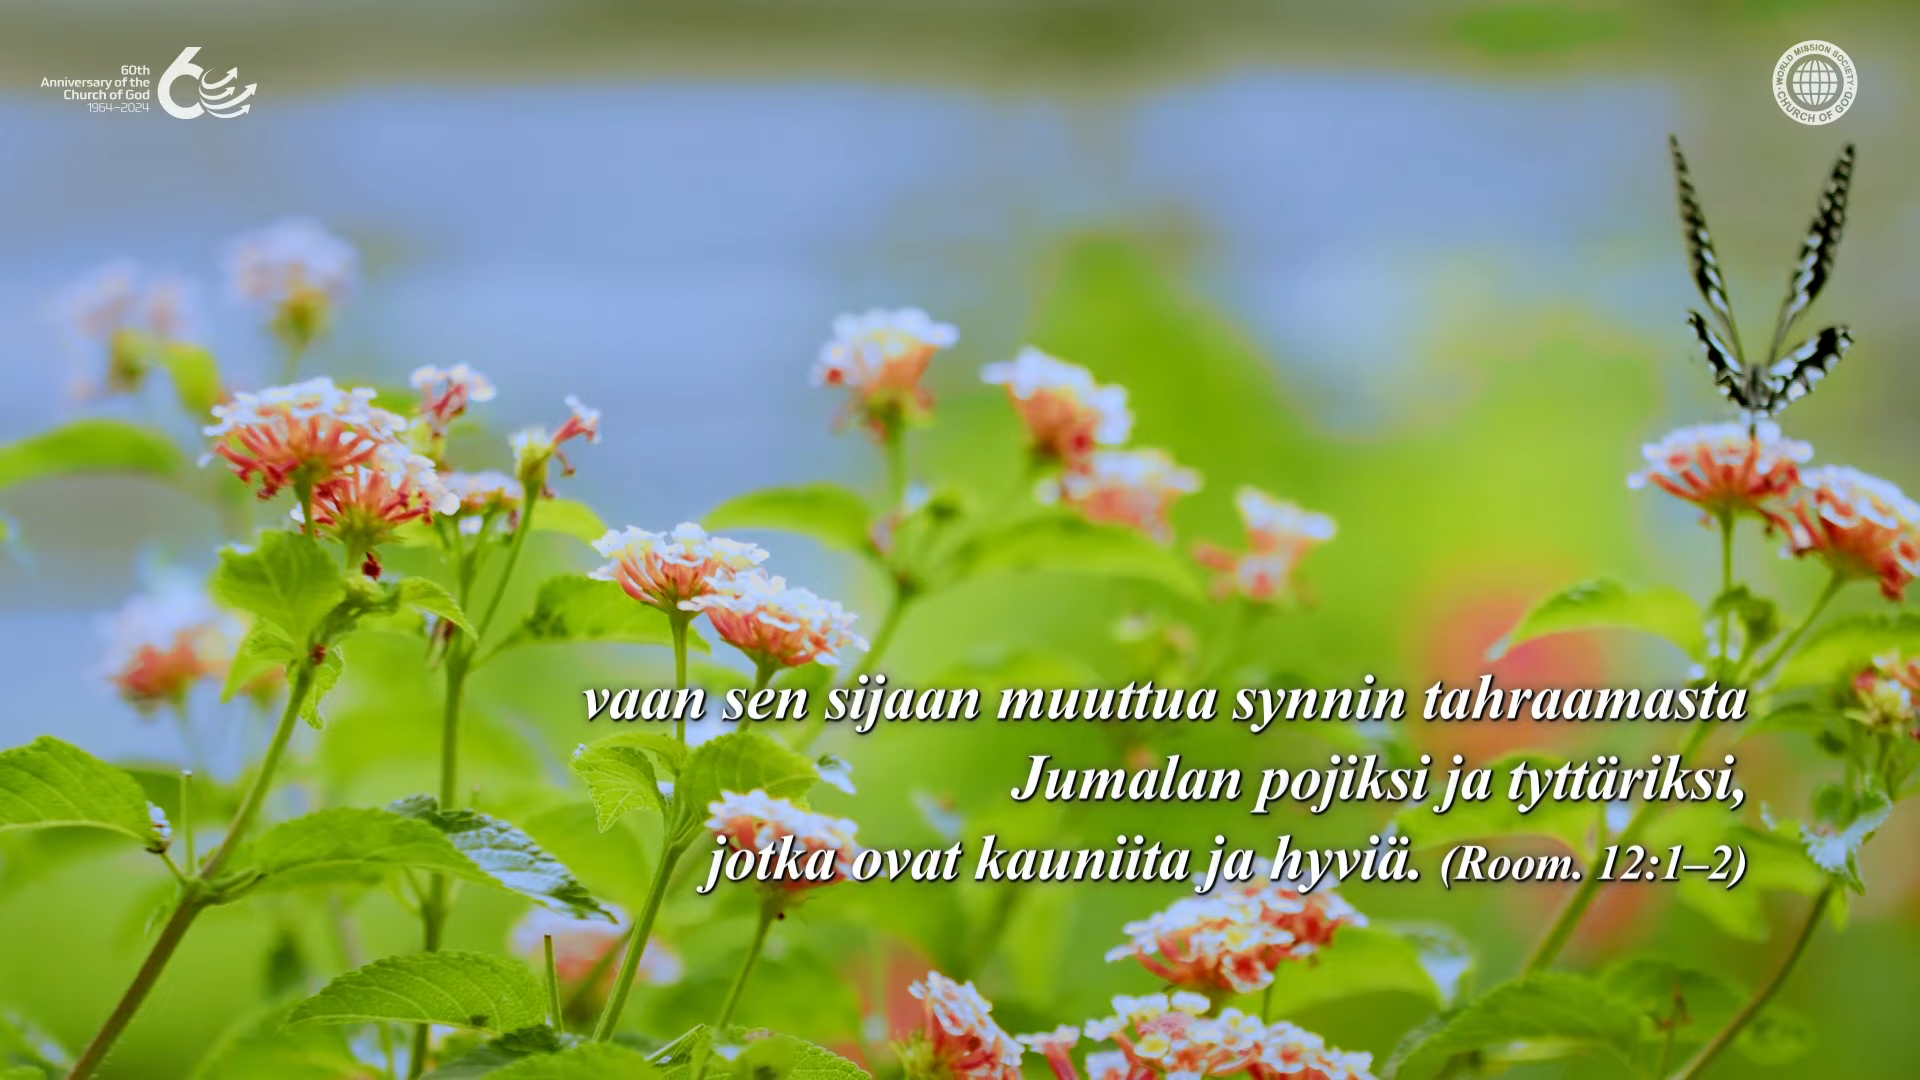 60th
Anniversary of the
Church of God
1964–2024
60
WORLD MISSION SOCIETY
CHURCH OF GOD
vaan sen sijaan muuttua synnin tahraamasta
Jumalan pojiksi ja tyttäriksi,
jotka ovat kauniita ja hyviä. (Room. 12:1–2)